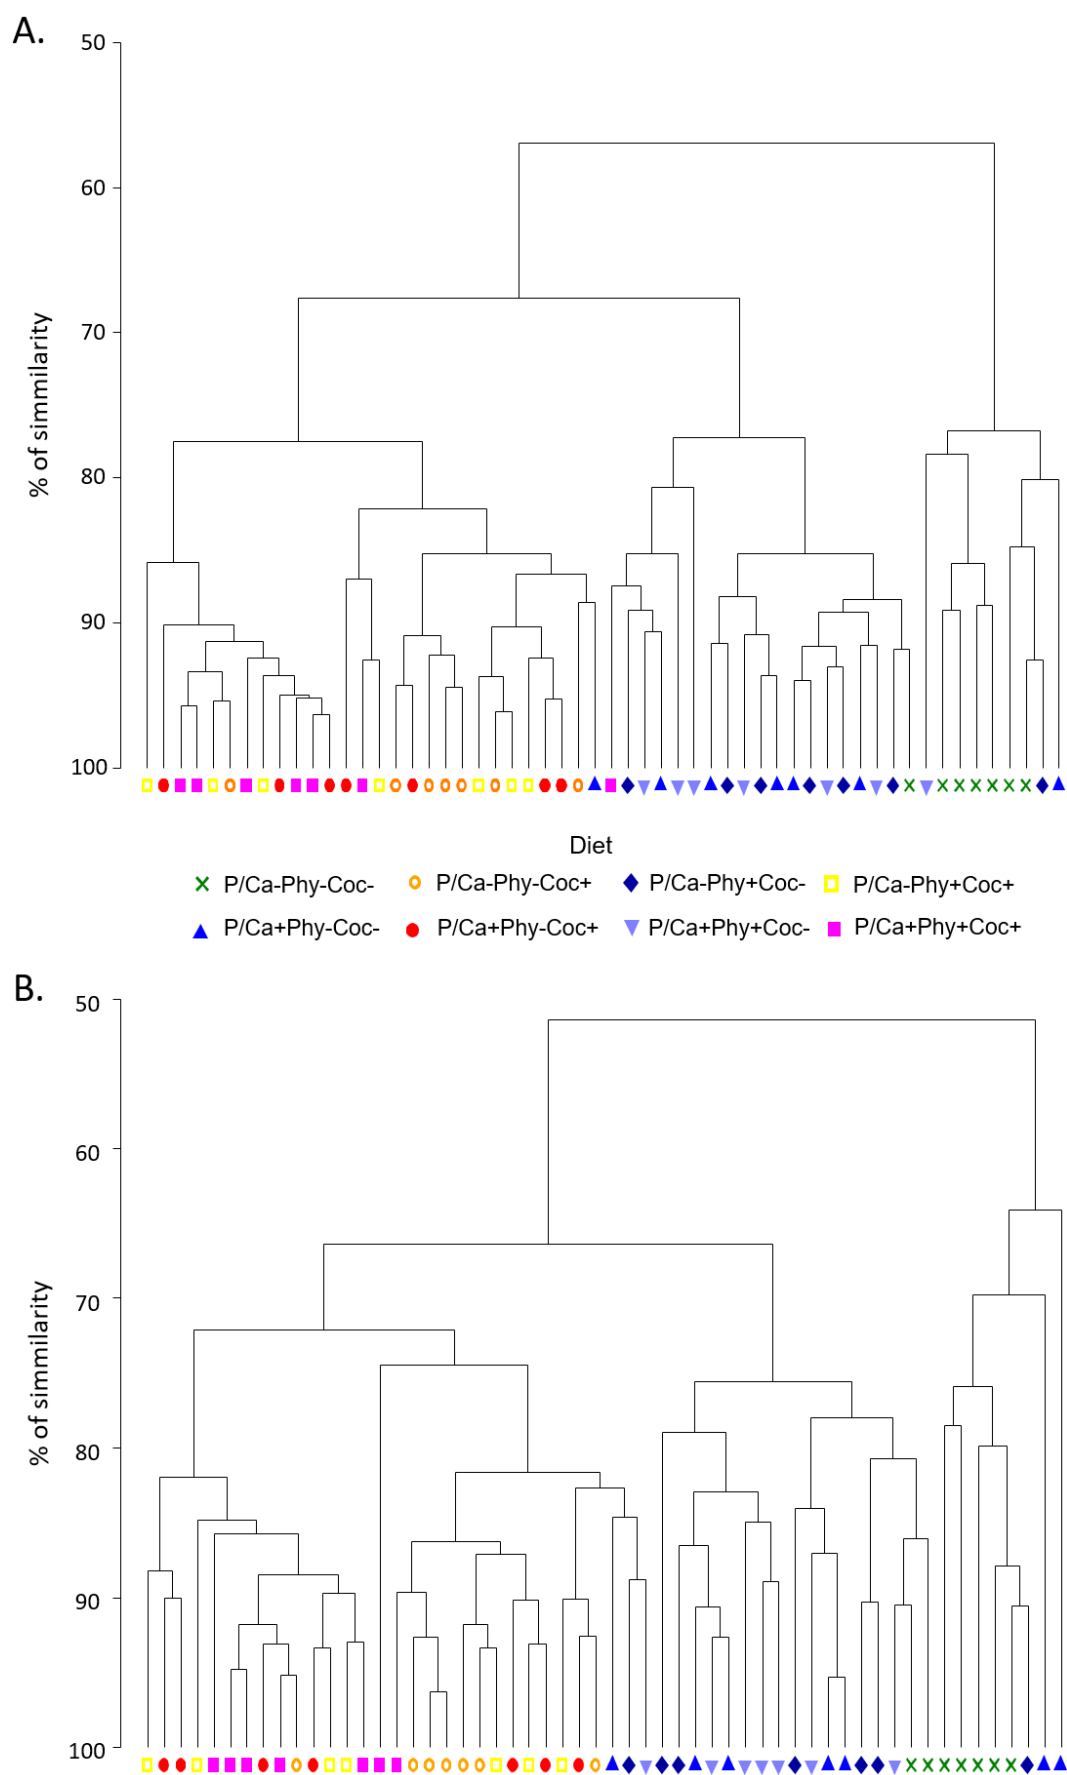 A.
50
60
70
80
90
100
% of simmilarity
Diet
P/Ca-Phy-Coc- P/Ca-Phy-Coc+ P/Ca-Phy+Coc- P/Ca-Phy+Coc+
P/Ca+Phy-Coc- P/Ca+Phy-Coc+ P/Ca+Phy+Coc- P/Ca+Phy+Coc+
B.
50
60
70
80
90
100
% of simmilarity